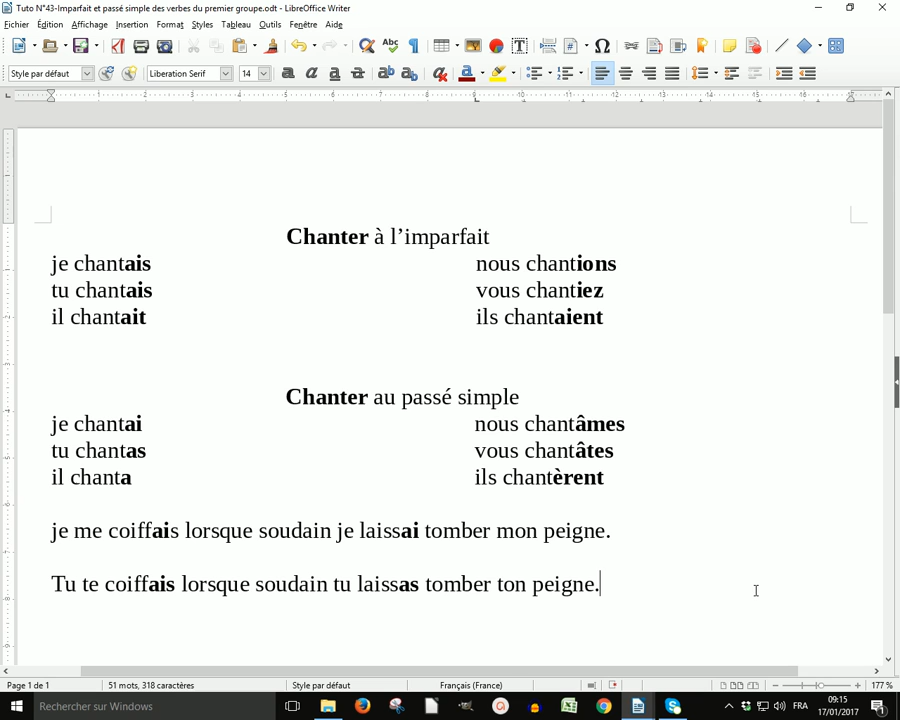 Tuto N°43-Imparfait et passé simple des verbes du premier groupe.odt - LibreOffice Writer
Fichier Édition Affichage Insertion Format Styles Tableau Outils Fenêtre Aide
Style par défaut Liberation Serif 14
Chanter à l’imparfait
je chantais nous chantions
tu chantais vous chantiez
il chantait ils chantaient
Chanter au passé simple
je chantai nous chantâmes
tu chantas vous chantâtes
il chanta ils chantèrent
je me coiffais lorsque soudain je laissai tomber mon peigne.
Tu te coiffais lorsque soudain tu laissas tomber ton peigne.
Page 1 de 1 51 mots, 318 caractères Style par défaut Français (France) 177 %
Rechercher sur Windows FRA 09:15
17/01/2017